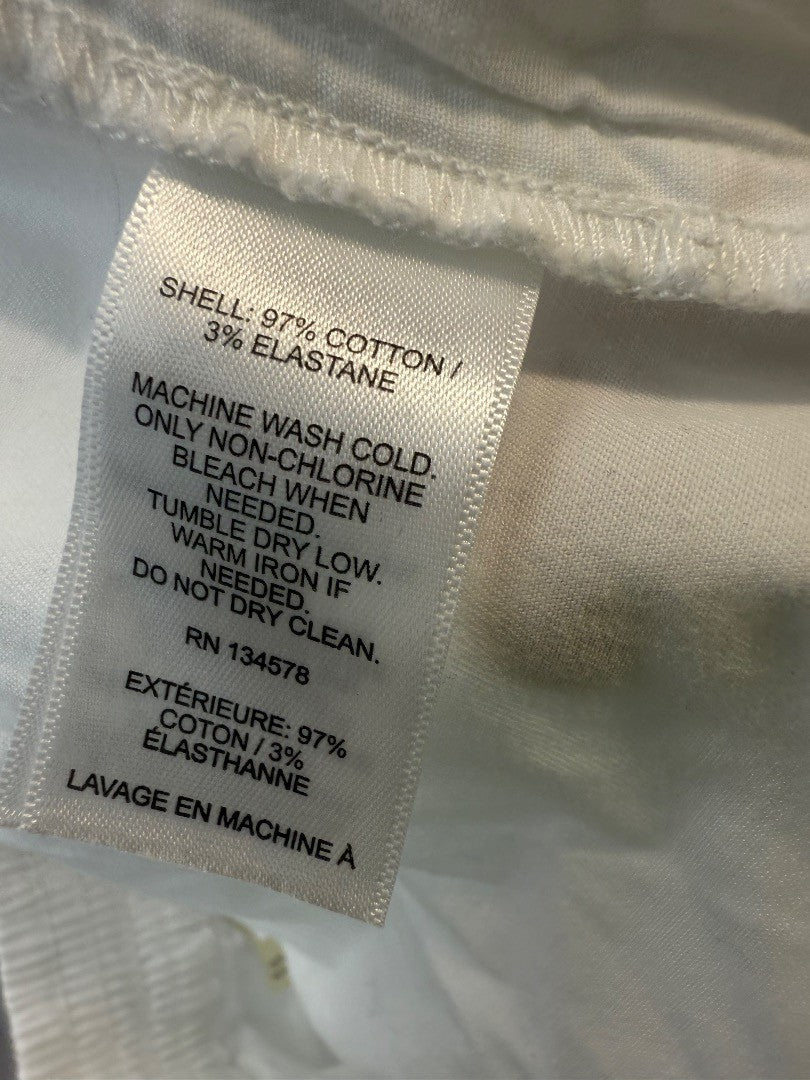 SHELL: 97% COTTON /
3% ELASTANE
MACHINE WASH COLD.
ONLY NON-CHLORINE
BLEACH WHEN
NEEDED.
TUMBLE DRY LOW.
WARM IRON IF
NEEDED.
DO NOT DRY CLEAN.
RN 134578
EXTÉRIEURE: 97%
COTON / 3%
ÉLASTHANNE
LAVAGE EN MACHINE À